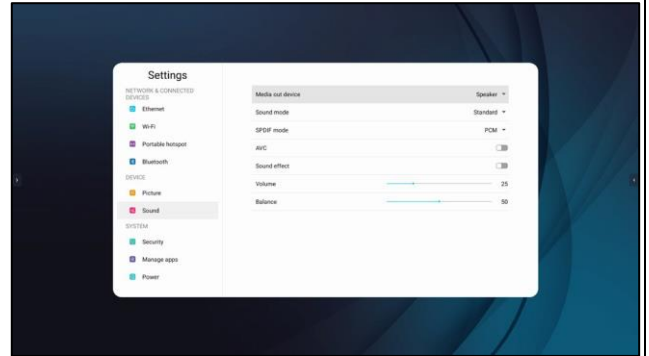 Settings
NETWORK & CONNECTED
DEVICES
Ethernet
Wi-Fi
Portable hotspot
Bluetooth
DEVICE
Picture
Sound
SYSTEM
Security
Manage apps
Power
Media out device Speaker
Sound mode Standard
SPDIF mode PCM
AVC
Sound effect
Volume 25
Balance 50